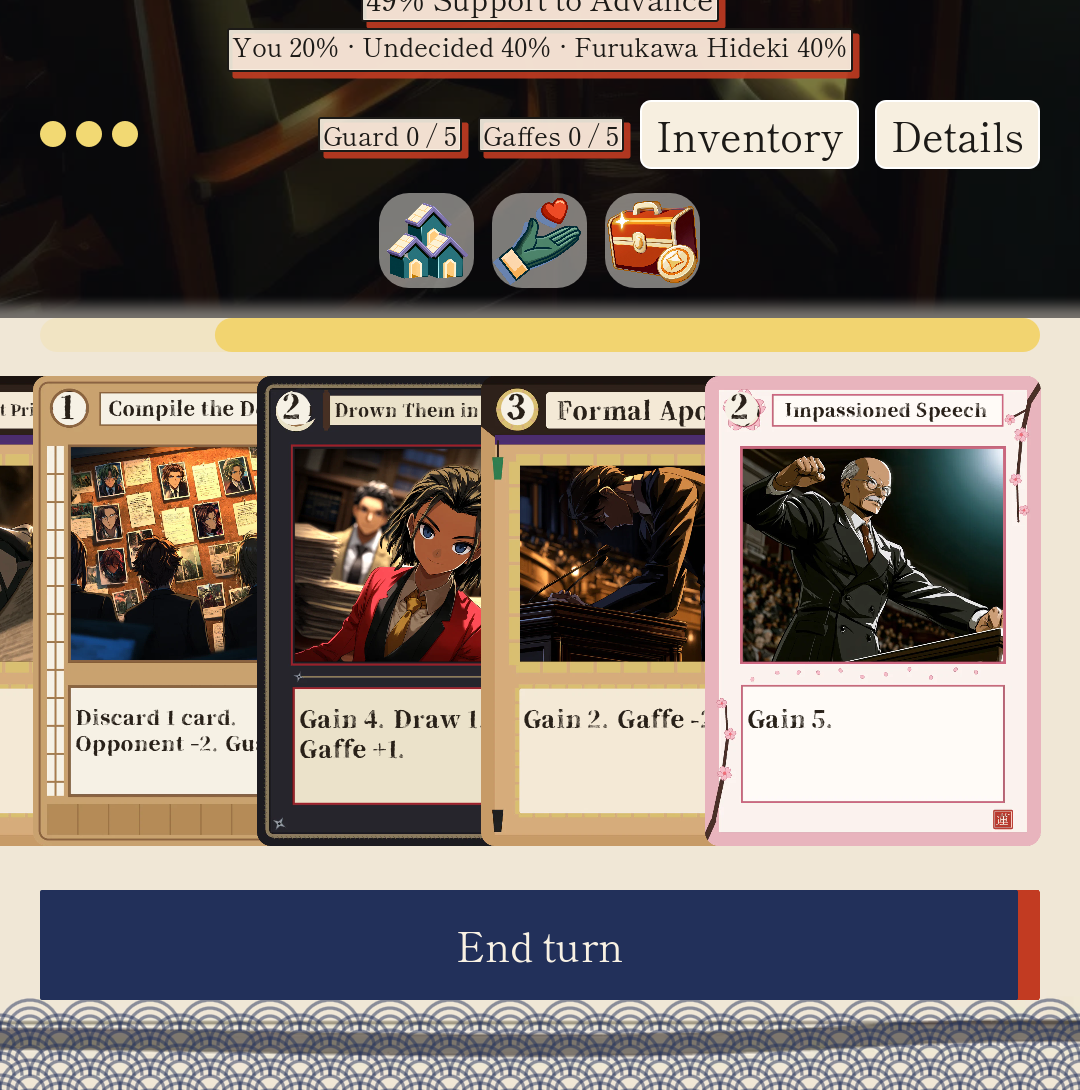 49% Support to Advance
You 20% · Undecided 40% · Furukawa Hideki 40%
Guard 0 / 5
Gaffes 0 / 5
Inventory
Details
1
Compile the
2
Drown Them in
3
Formal
2
Impassioned Speech
Discard 1 card.
Opponent -2.
Gain 4. Draw 1.
Gaffe +1.
Gain 2. Gaffe
Gain 5.
蓮
End turn